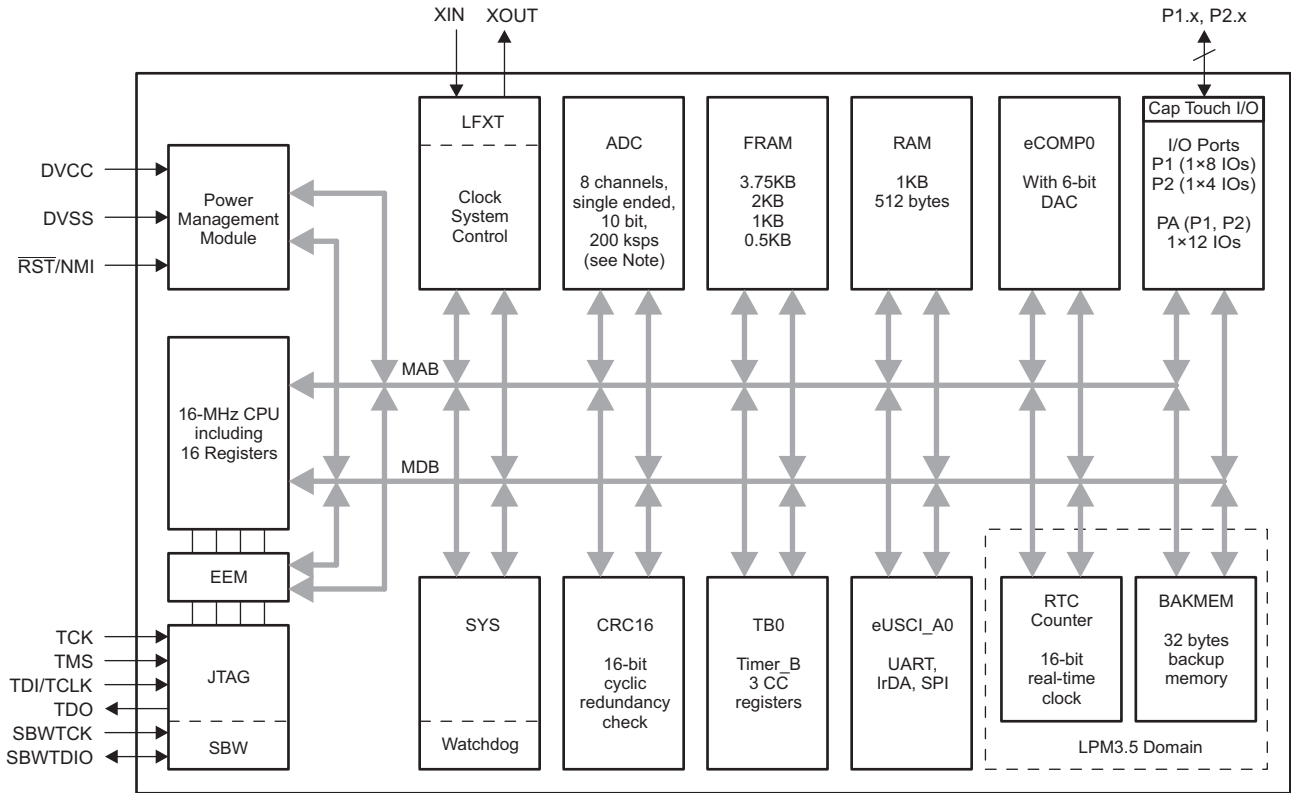 XIN XOUT
P1.x, P2.x
DVCC
DVSS
RST/NMI
Power
Management
Module
LFXT
Clock
System
Control
ADC
8 channels,
single ended,
10 bit,
200 ksps
(see Note)
FRAM
3.75KB
2KB
1KB
0.5KB
RAM
1KB
512 bytes
eCOMP0
With 6-bit
DAC
Cap Touch I/O
I/O Ports
P1 (1×8 IOs)
P2 (1×4 IOs)
PA (P1, P2)
1×12 IOs
MAB
MDB
16-MHz CPU
including
16 Registers
EEM
TCK
TMS
TDI/TCLK
TDO
SBWTCK
SBWTDIO
JTAG
SBW
SYS
Watchdog
CRC16
16-bit
cyclic
redundancy
check
TB0
Timer_B
3 CC
registers
eUSCI_A0
UART,
IrDA, SPI
RTC
Counter
16-bit
real-time
clock
BAKMEM
32 bytes
backup
memory
LPM3.5 Domain